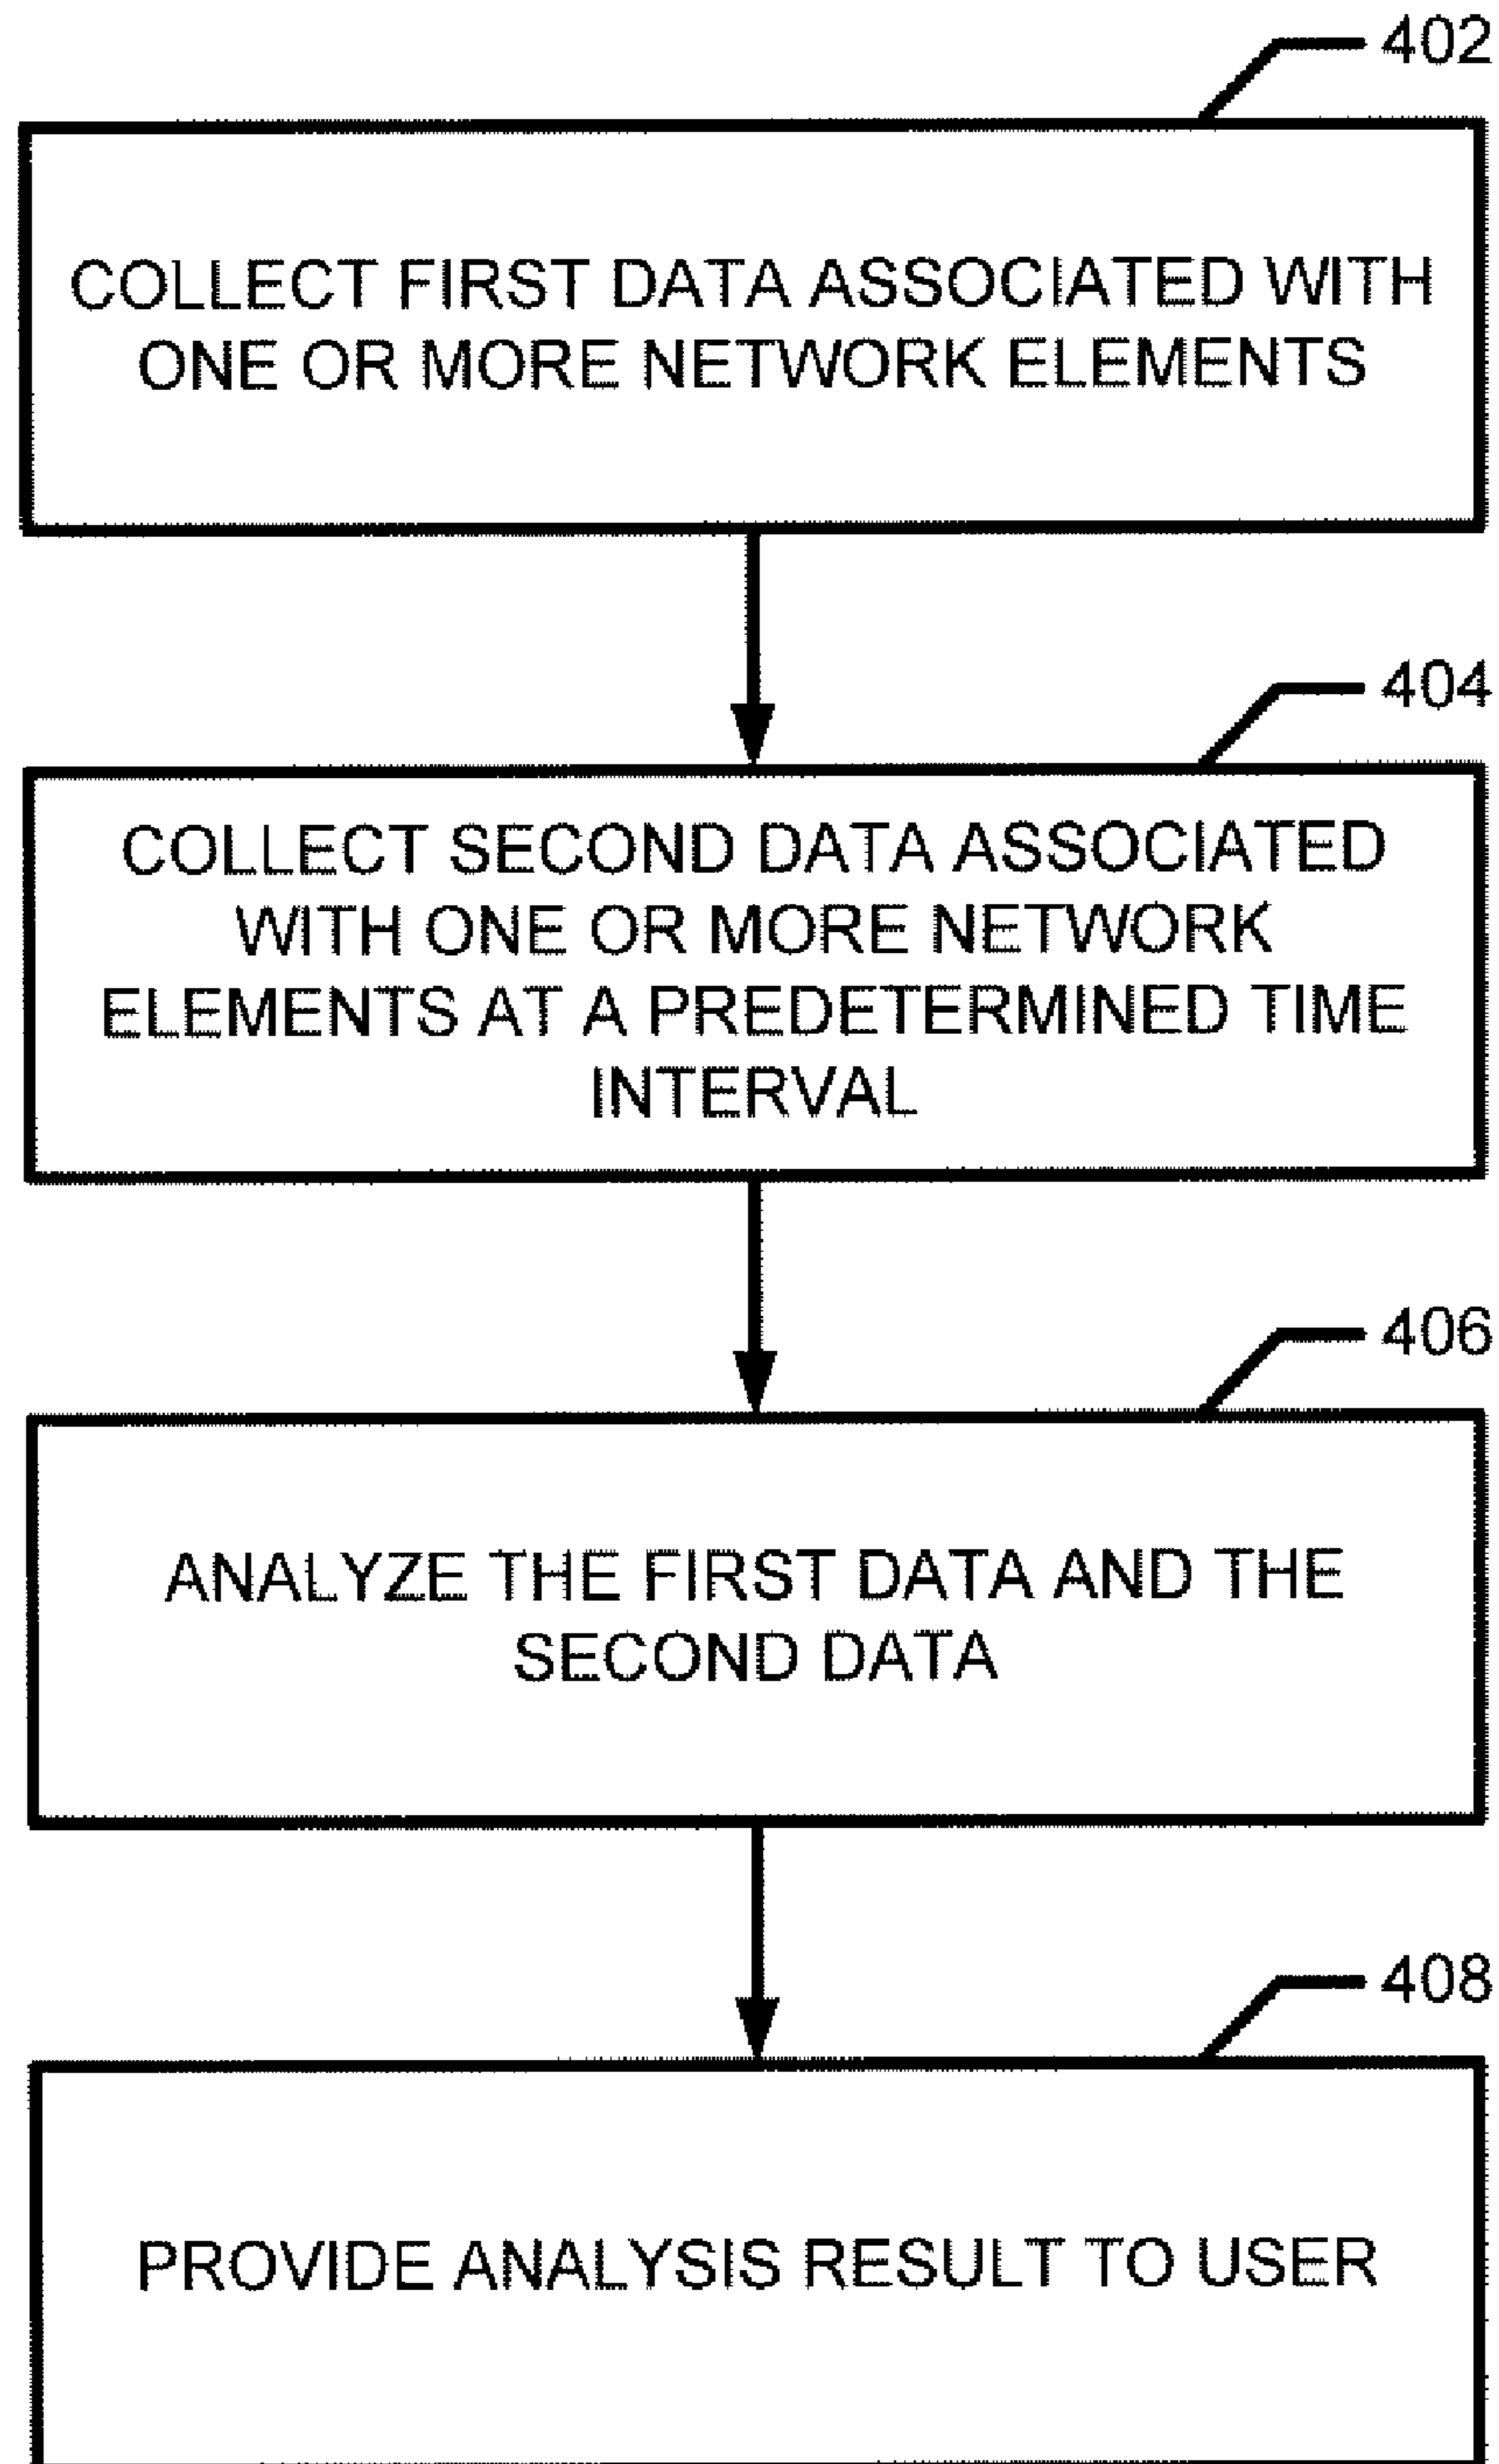 402
COLLECT FIRST DATA ASSOCIATED WITH
ONE OR MORE NETWORK ELEMENTS
404
COLLECT SECOND DATA ASSOCIATED
WITH ONE OR MORE NETWORK
ELEMENTS AT A PREDETERMINED TIME
INTERVAL
406
ANALYZE THE FIRST DATA AND THE
SECOND DATA
408
PROVIDE ANALYSIS RESULT TO USER